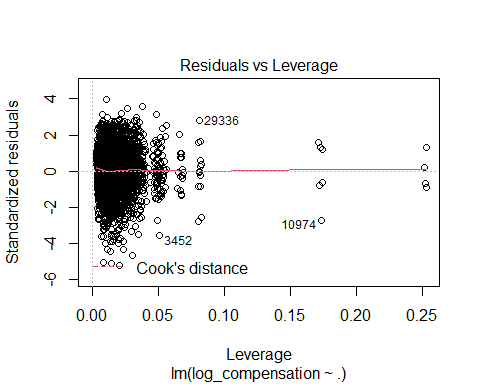 Residuals vs Leverage
Standardized residuals
4
2
0
-2
-4
-6
29336
10974
3452
Cook's distance
0.00 0.05 0.10 0.15 0.20 0.25
Leverage
lm(log_compensation ~ .)